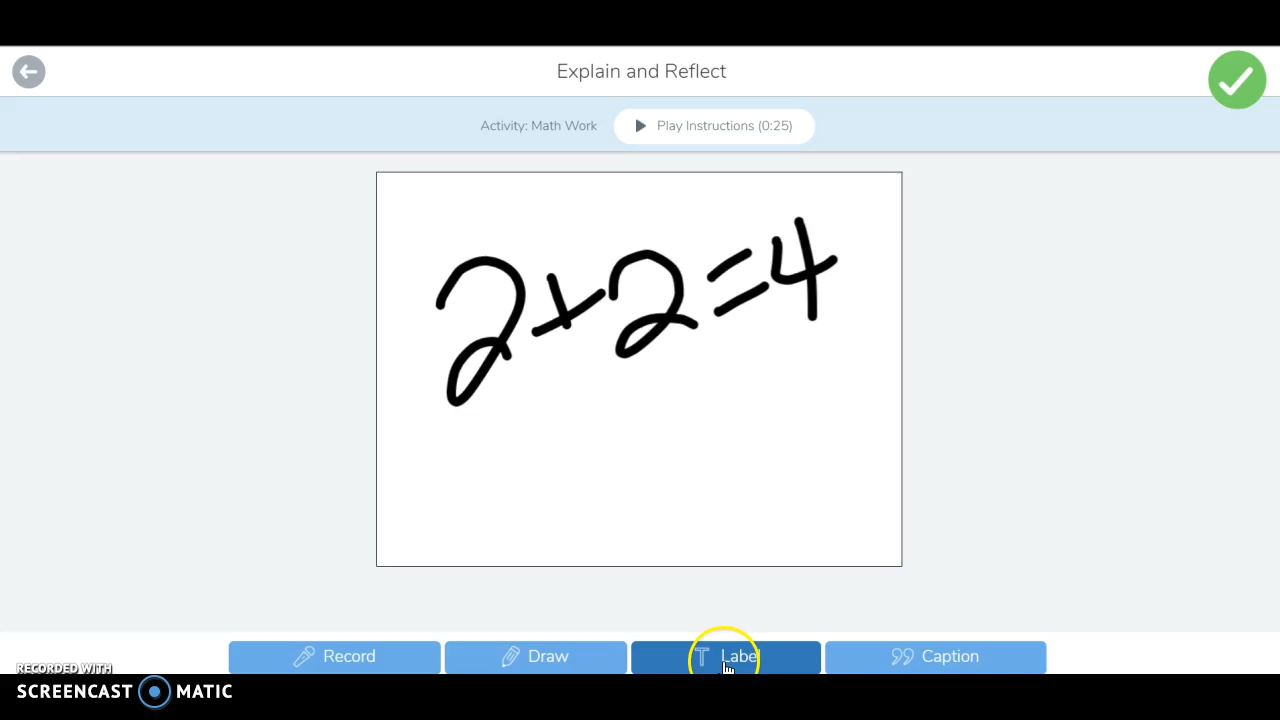 Explain and Reflect
Activity: Math Work
Play Instructions (0:25)
2+2=4
Record
Draw
Label
Caption
RECORDED WITH
SCREENCAST MATIC